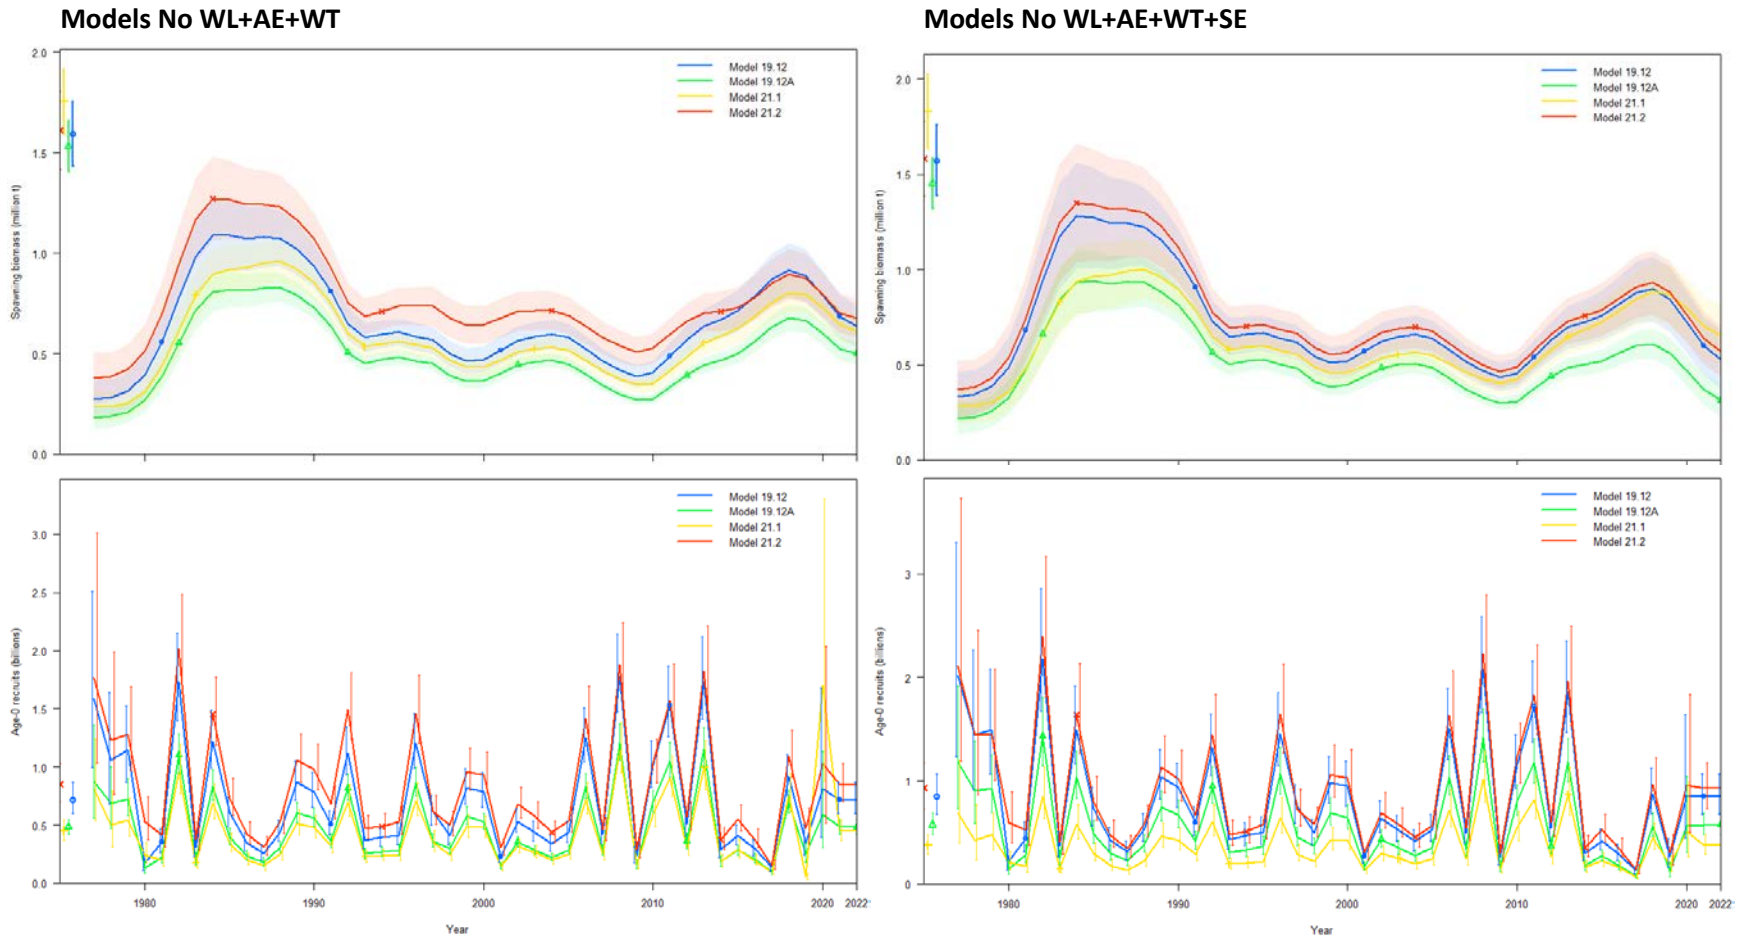 Models No WL+AE+WT
Models No WL+AE+WT+SE
2.0
1.5
1.0
0.5
0.0
Spawning biomass (million t)
Model 19.12
Model 19.12A
Model 21.1
Model 21.2
1980
1990
2000
2010
2020
2022
2.0
1.5
1.0
0.5
0.0
Spawning biomass (million t)
Model 19.12
Model 19.12A
Model 21.1
Model 21.2
3.0
2.5
2.0
1.5
1.0
0.5
0.0
Age-0 recruits (billions)
Model 19.12
Model 19.12A
Model 21.1
Model 21.2
Year
3
2
1
0
Age-0 recruits (billions)
Model 19.12
Model 19.12A
Model 21.1
Model 21.2
1980
1990
2000
2010
2020
2022
Year